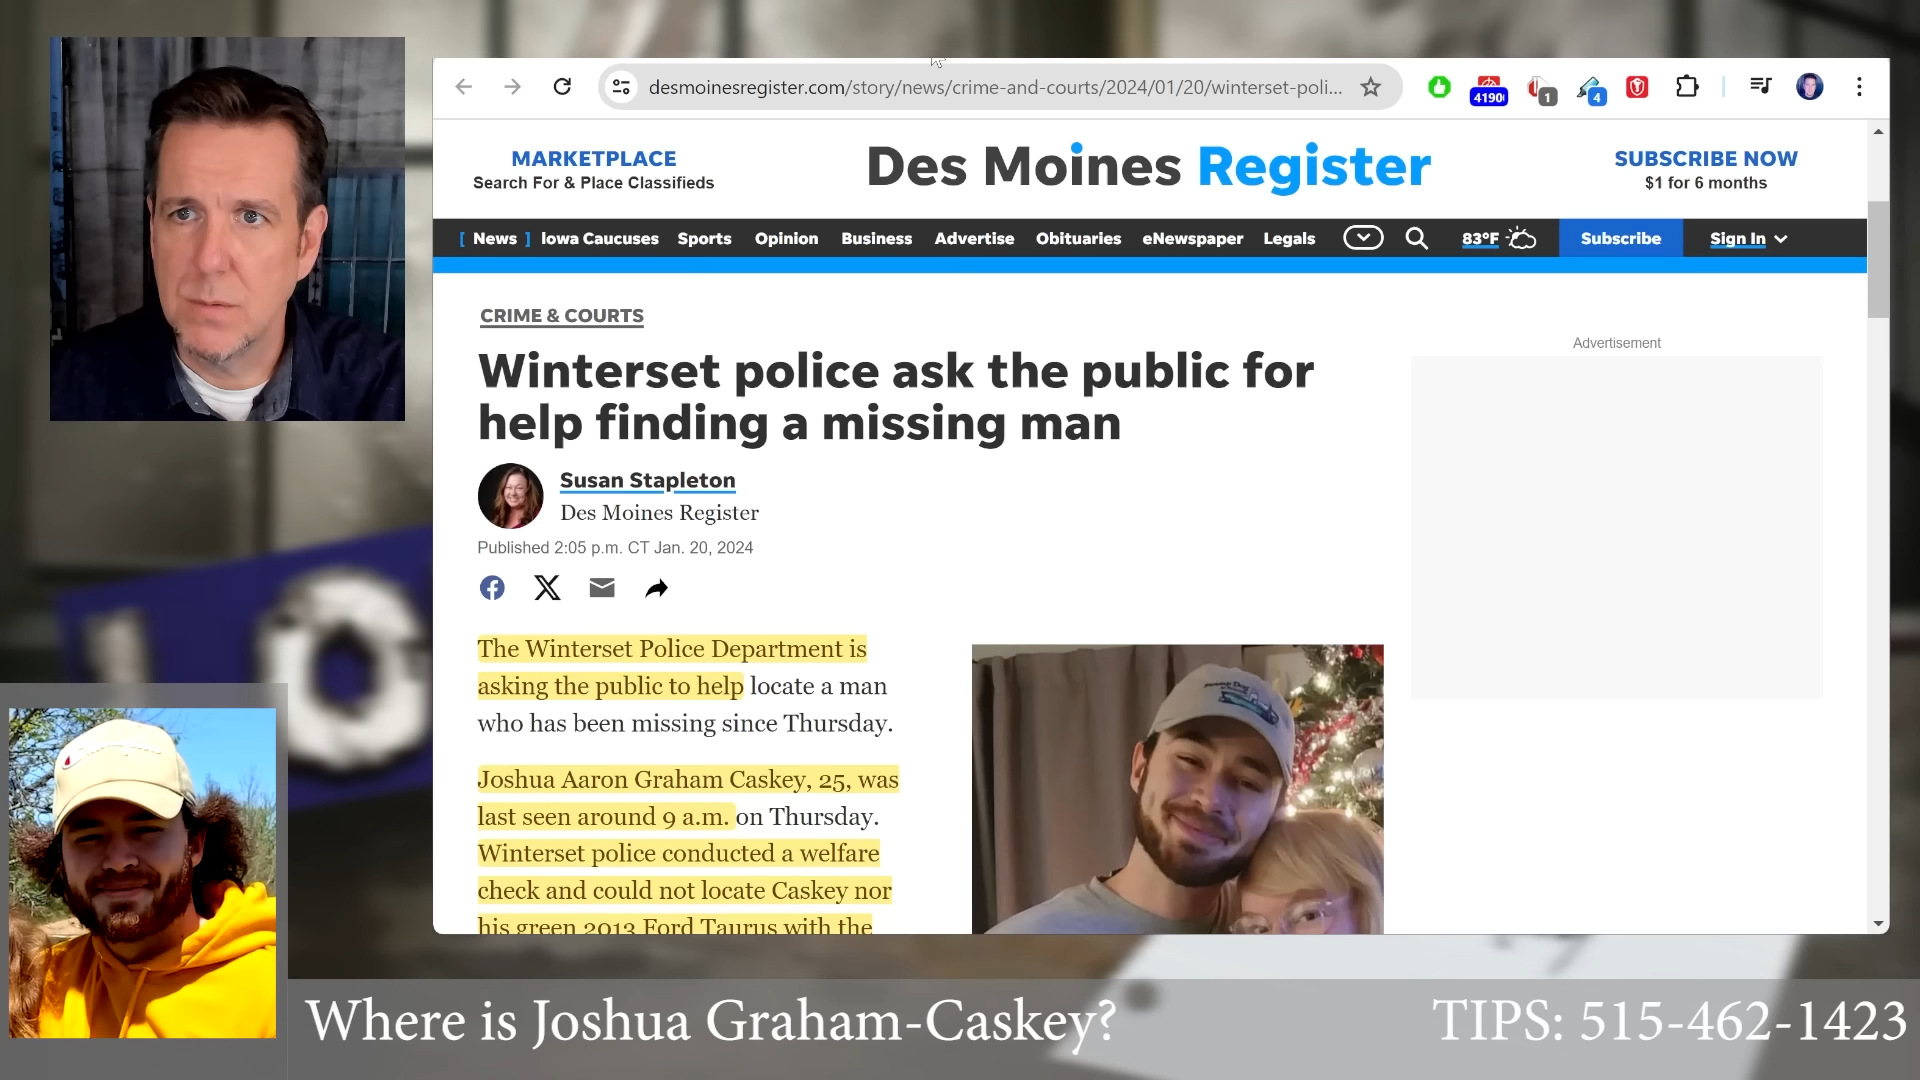 desmoinesregister.com/story/news/crime-and-courts/2024/01/20/winterset-poli...
4190
1
4
MARKETPLACE
Search For & Place Classifieds
Des Moines Register
SUBSCRIBE NOW
$1 for 6 months
[ News ] Iowa Caucuses Sports Opinion Business Advertise Obituaries eNewspaper Legals 83°F Subscribe Sign In
CRIME & COURTS
Advertisement
Winterset police ask the public for
help finding a missing man
Susan Stapleton
Des Moines Register
Published 2:05 p.m. CT Jan. 20, 2024
The Winterset Police Department is
asking the public to help locate a man
who has been missing since Thursday.
Joshua Aaron Graham Caskey, 25, was
last seen around 9 a.m. on Thursday.
Winterset police conducted a welfare
check and could not locate Caskey nor
his green 2013 Ford Taurus with the
Where is Joshua Graham-Caskey?
TIPS: 515-462-1423